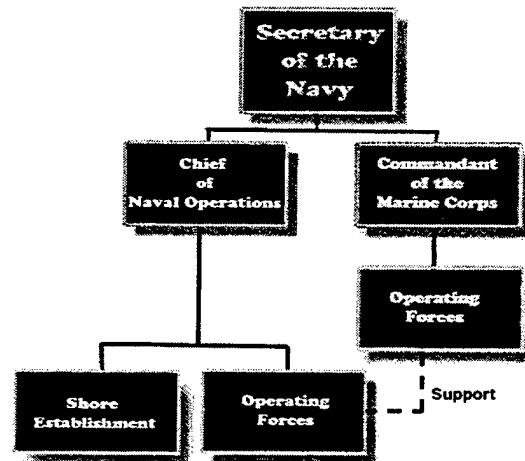 Secretary
of the
Navy
Chief
of
Naval Operations
Commandant
of the
Marine Corps
Operating
Forces
Support
Shore
Establishment
Operating
Forces